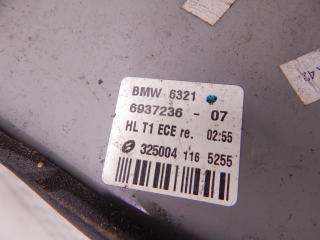 BMW 6321
6937236 - 07
HL T1 ECE re. 02:55
325004 116 5255